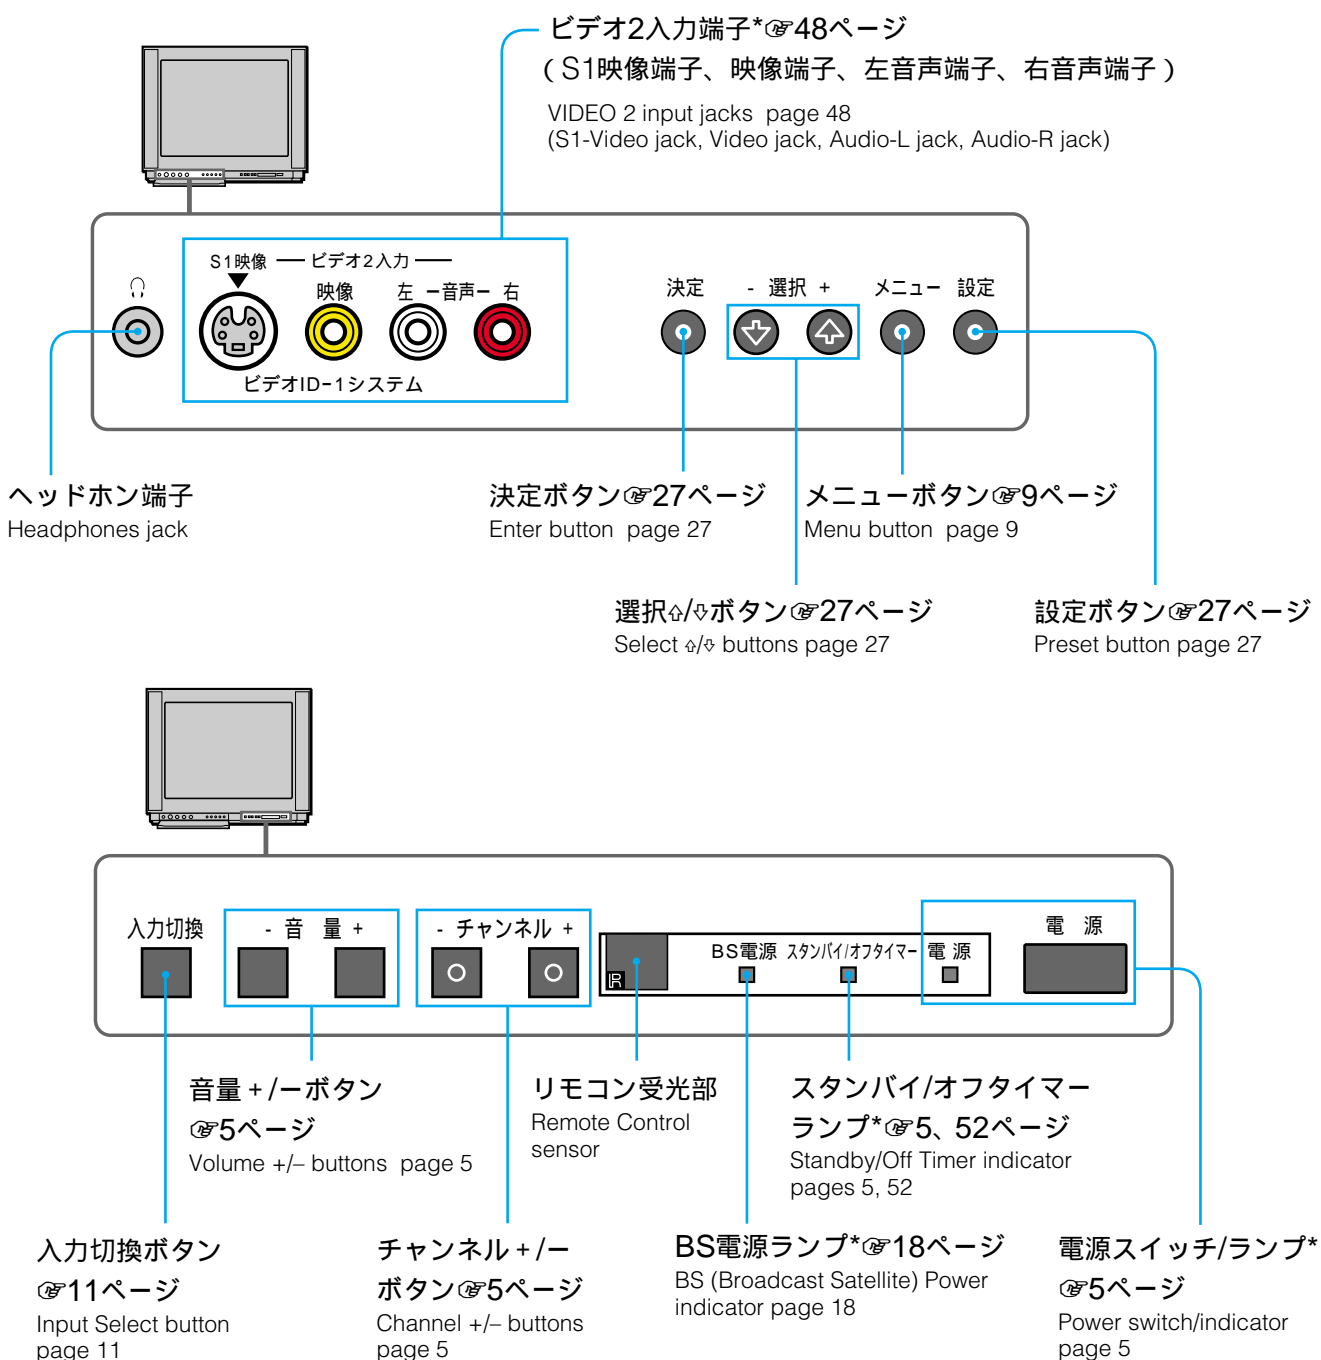 ビデオ2入力端子*☞48ページ
(S1映像端子、映像端子、左音声端子、右音声端子)
VIDEO 2 input jacks page 48
(S1-Video jack, Video jack, Audio-L jack, Audio-R jack)
S1映像 ── ビデオ2入力 ──
映像 左 ー音声ー 右
ビデオID-1システム
決定 - 選択 + メニュー 設定
ヘッドホン端子
Headphones jack
決定ボタン☞27ページ
Enter button page 27
メニューボタン☞9ページ
Menu button page 9
選択⇧/⇩ボタン☞27ページ
Select ⇧/⇩ buttons page 27
設定ボタン☞27ページ
Preset button page 27
入力切換 - 音 量 + - チャンネル +
BS電源 スタンバイ/オフタイマー 電源
電 源
R
音量+/ーボタン
☞5ページ
Volume +/– buttons page 5
リモコン受光部
Remote Control
sensor
スタンバイ/オフタイマー
ランプ*☞5、52ページ
Standby/Off Timer indicator
pages 5, 52
入力切換ボタン
☞11ページ
Input Select button
page 11
チャンネル+/ー
ボタン☞5ページ
Channel +/– buttons
page 5
BS電源ランプ*☞18ページ
BS (Broadcast Satellite) Power
indicator page 18
電源スイッチ/ランプ*
☞5ページ
Power switch/indicator
page 5